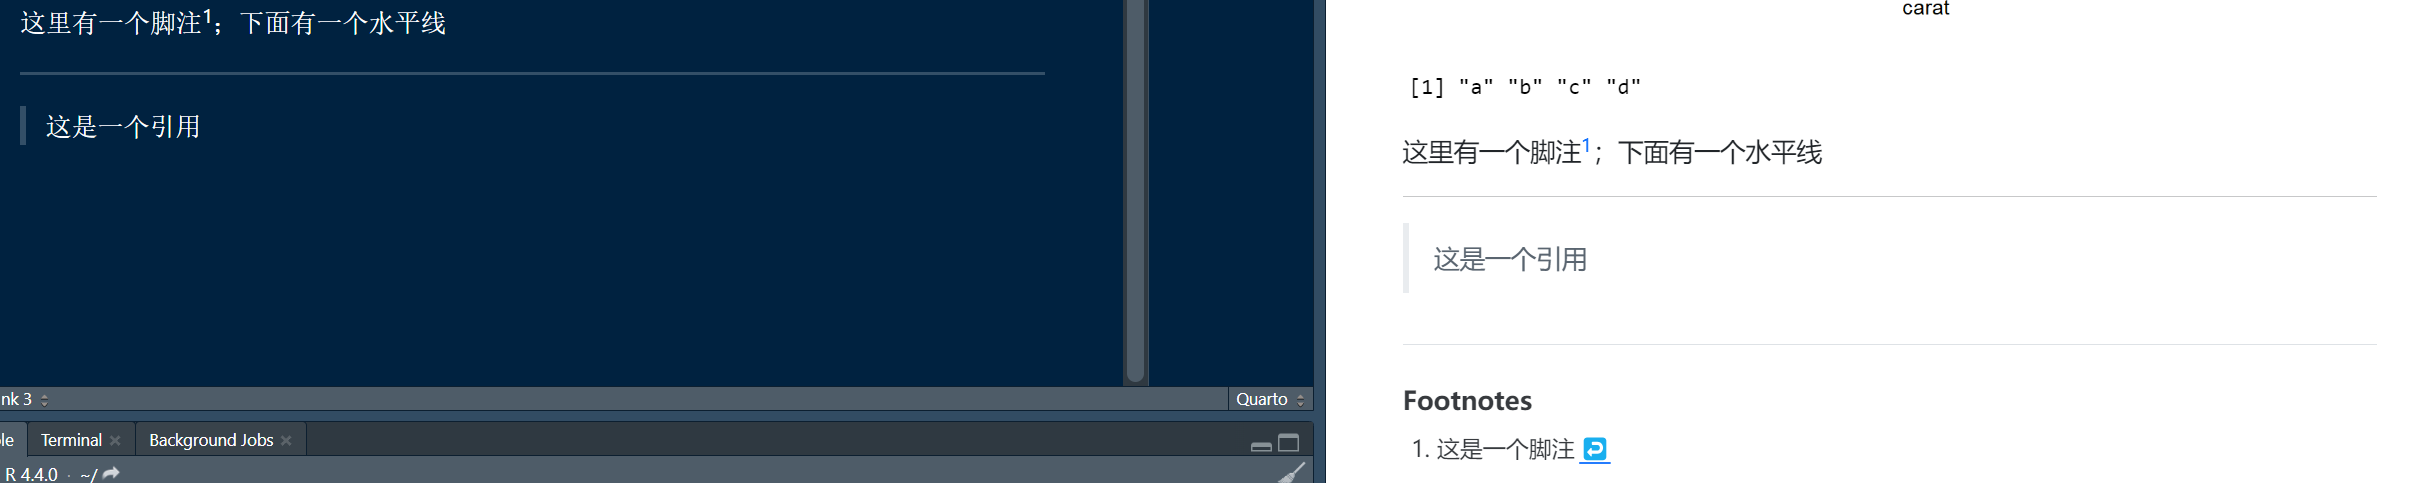 这里有一个脚注1；下面有一个水平线
这是一个引用
nk 3
Quarto
le
Terminal
Background Jobs
R 4.4.0 · ~/
carat
[1] "a" "b" "c" "d"
这里有一个脚注1；下面有一个水平线
这是一个引用
Footnotes
1. 这是一个脚注